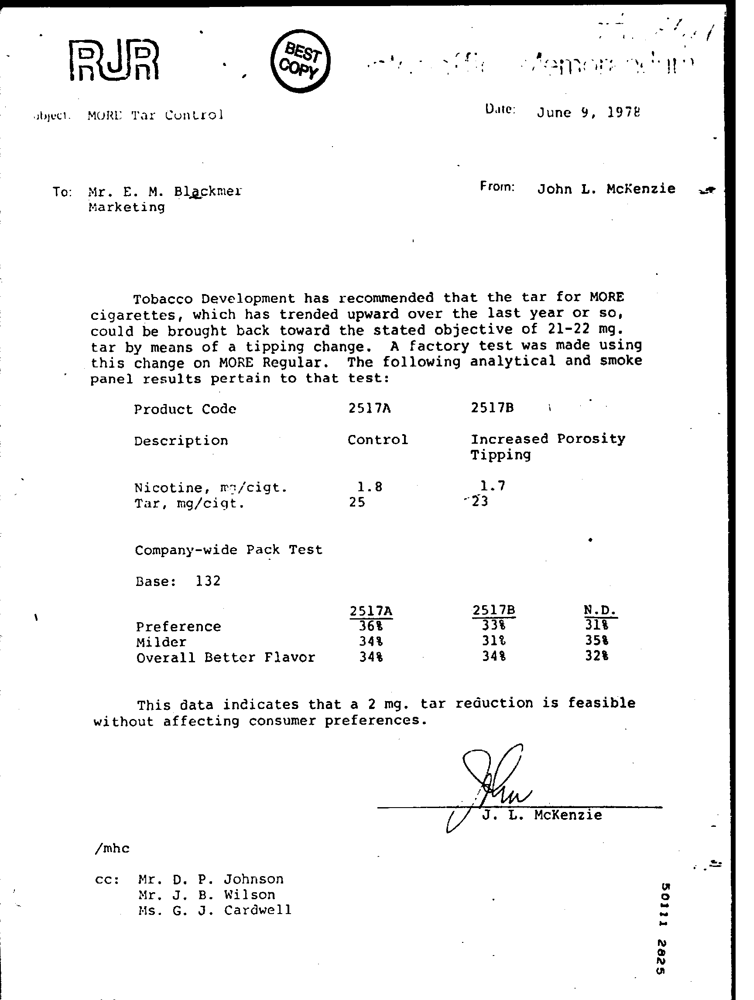 RJR
BEST
COPY
Memorandum
Subject: MORE Tar Control
Date: June 9, 1978
To: Mr. E. M. Blackmer
Marketing
From: John L. McKenzie
Tobacco Development has recommended that the tar for MORE
cigarettes, which has trended upward over the last year or so,
could be brought back toward the stated objective of 21-22 mg.
tar by means of a tipping change. A factory test was made using
this change on MORE Regular. The following analytical and smoke
panel results pertain to that test:
Product Code 2517A 2517B
Description Control Increased Porosity
Tipping
Nicotine, mg/cigt. 1.8 1.7
Tar, mg/cigt. 25 23
Company-wide Pack Test
Base: 132
2517A 2517B N.D.
Preference 36% 33% 31%
Milder 34% 31% 35%
Overall Better Flavor 34% 34% 32%
This data indicates that a 2 mg. tar reduction is feasible
without affecting consumer preferences.
John
J. L. McKenzie
/mhc
cc: Mr. D. P. Johnson
Mr. J. B. Wilson
Ms. G. J. Cardwell
50111 2825